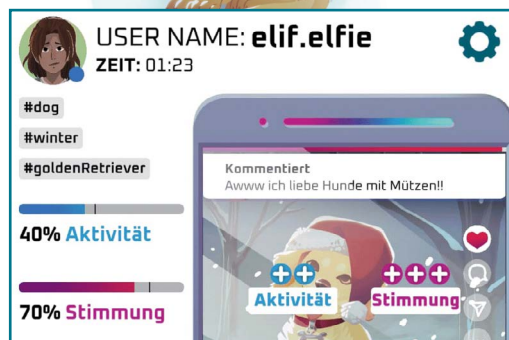 USER NAME: elif.elfie
ZEIT: 01:23
#dog
#winter
#goldenRetriever
40% Aktivität
70% Stimmung
Kommentiert
Awww ich liebe Hunde mit Mützen!!
++
Aktivität
+++
Stimmung